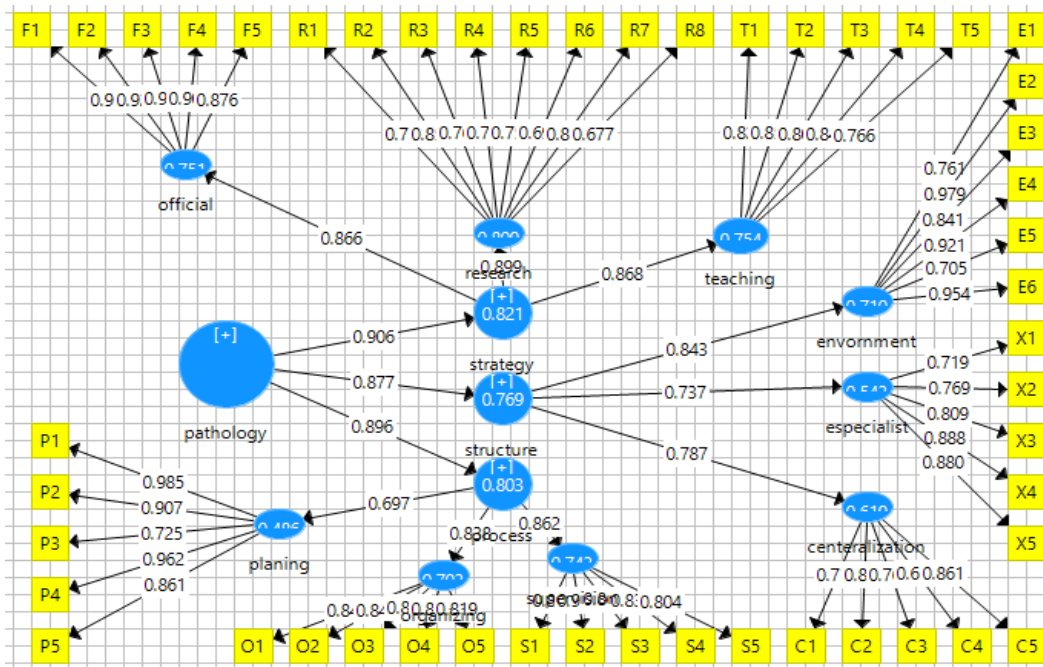 F1 F2 F3 F4 F5 R1 R2 R3 R4 R5 R6 R7 R8 T1 T2 T3 T4 T5 E1
E2
0.876 0.677 0.766
E3
0.761
E4
0.979
official
0.841
E5
0.866
0.921
0.705
0.899
research
0.868
teaching
0.954
E6
[+]
0.821
[+]
0.906
strategy
0.843
envornment
X1
0.719
[+]
0.769
0.877
0.737
0.769
X2
pathology
0.896
structure
especialist
0.809
X3
P1
0.787
0.888
[+]
0.803
0.880
0.985
X4
P2
0.907
0.697
0.862
P3
0.725
0.838
process
centeralization
X5
0.962
planing
P4
0.861
0.861
organizing
supervision
0.819
0.804
P5 O1 O2 O3 O4 O5 S1 S2 S3 S4 S5 C1 C2 C3 C4 C5